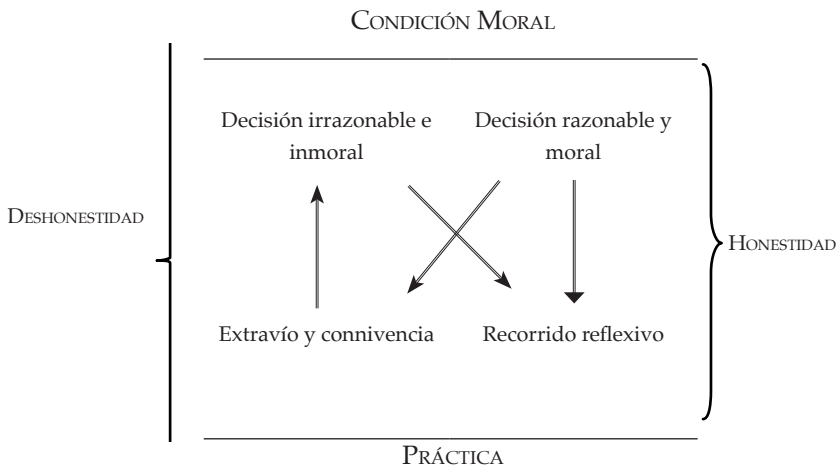 CONDICIÓN MORAL
Decisión irrazonable e
inmoral
Decisión razonable y
moral
DESHONESTIDAD
HONESTIDAD
Extravío y connivencia
Recorrido reflexivo
PRÁCTICA